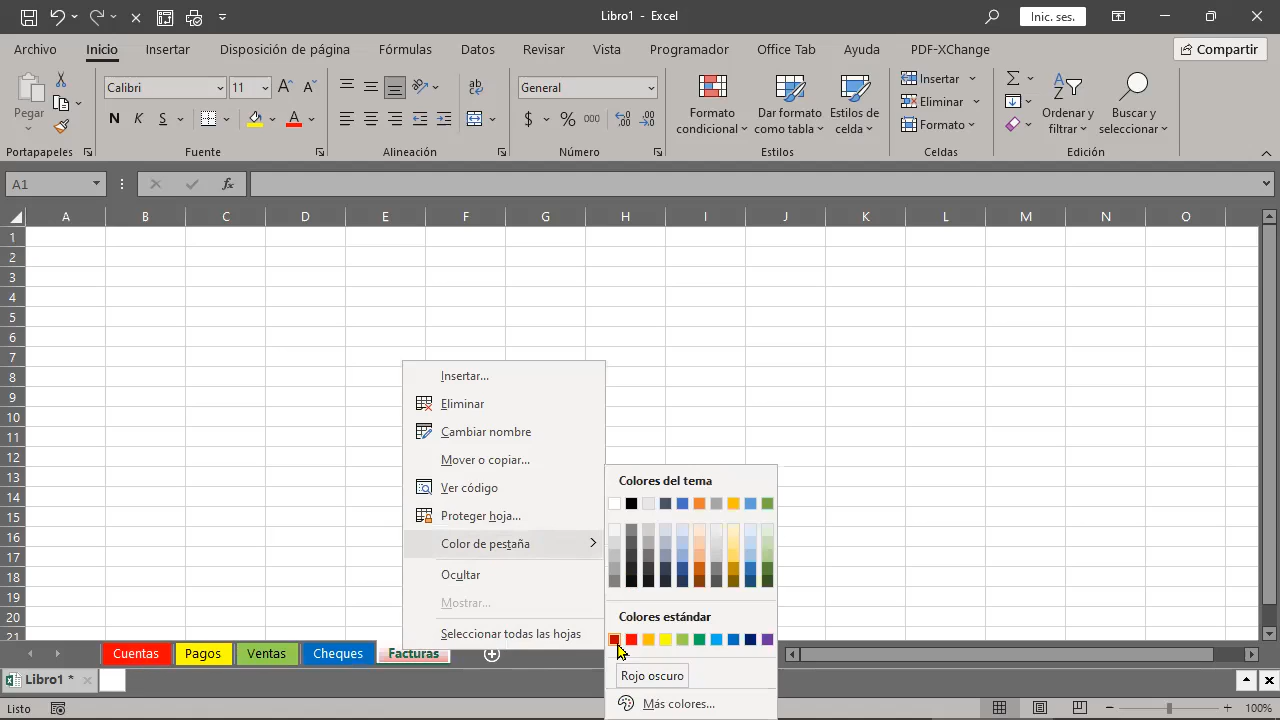 Libro1 - Excel
Inic. ses.
Archivo Inicio Insertar Disposición de página Fórmulas Datos Revisar Vista Programador Office Tab Ayuda PDF-XChange Compartir
Pegar
Portapapeles
Calibri 11
N K S
Fuente
Alineación
General
$ % 000
Número
Formato condicional
Dar formato como tabla
Estilos de celda
Estilos
Insertar
Eliminar
Formato
Celdas
Ordenar y filtrar
Buscar y seleccionar
Edición
A1
fx
A B C D E F G H I J K L M N O
1
2
3
4
5
6
7
8
9
10
11
12
13
14
15
16
17
18
19
20
21
Insertar...
Eliminar
Cambiar nombre
Mover o copiar...
Ver código
Proteger hoja...
Color de pestaña
Ocultar
Mostrar...
Seleccionar todas las hojas
Colores del tema
Colores estándar
Rojo oscuro
Más colores...
Cuentas Pagos Ventas Cheques Facturas
Libro1 *
Listo
100%